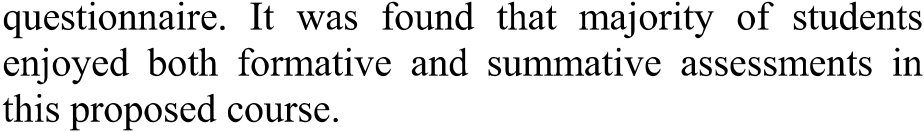 questionnaire. It was found that majority of students
enjoyed both formative and summative assessments in
this proposed course.